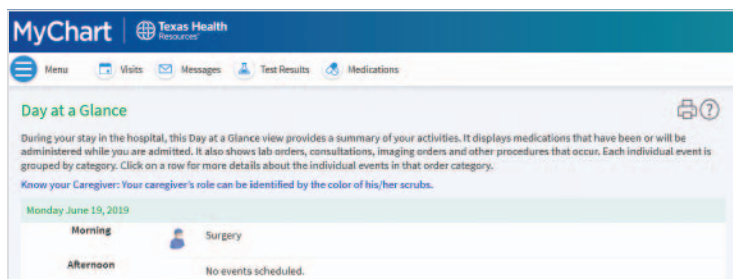 MyChart Texas Health Resources
Menu Visits Messages Test Results Medications
Day at a Glance
During your stay in the hospital, this Day at a Glance view provides a summary of your activities. It displays medications that have been or will be
administered while you are admitted. It also shows lab orders, consultations, imaging orders and other procedures that occur. Each individual event is
grouped by category. Click on a row for more details about the individual events in that order category.
Know your Caregiver: Your caregiver's role can be identified by the color of his/her scrubs.
Monday June 19, 2019
Morning Surgery
Afternoon No events scheduled.